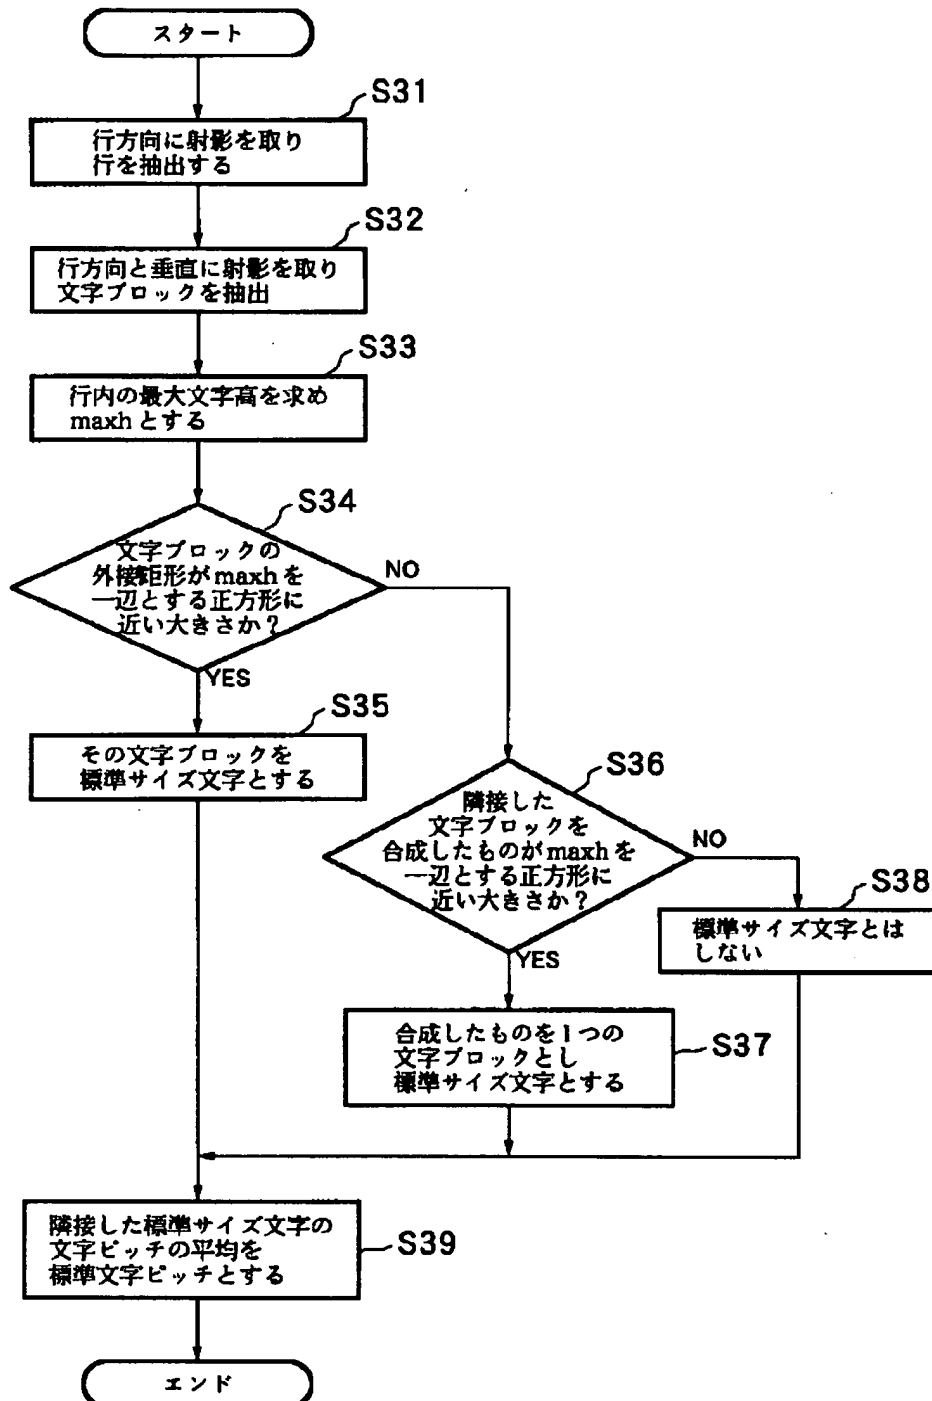 スタート
S31
行方向に射影を取り
行を抽出する
S32
行方向と垂直に射影を取り
文字ブロックを抽出
S33
行内の最大文字高を求め
maxhとする
S34
文字ブロックの
外接矩形がmaxhを
一辺とする正方形に
近い大きさか?
NO
YES
S35
その文字ブロックを
標準サイズ文字とする
S36
隣接した
文字ブロックを
合成したものがmaxhを
一辺とする正方形に
近い大きさか?
NO
YES
S38
標準サイズ文字とは
しない
合成したものを1つの
文字ブロックとし
標準サイズ文字とする
S37
隣接した標準サイズ文字の
文字ピッチの平均を
標準文字ピッチとする
S39
エンド